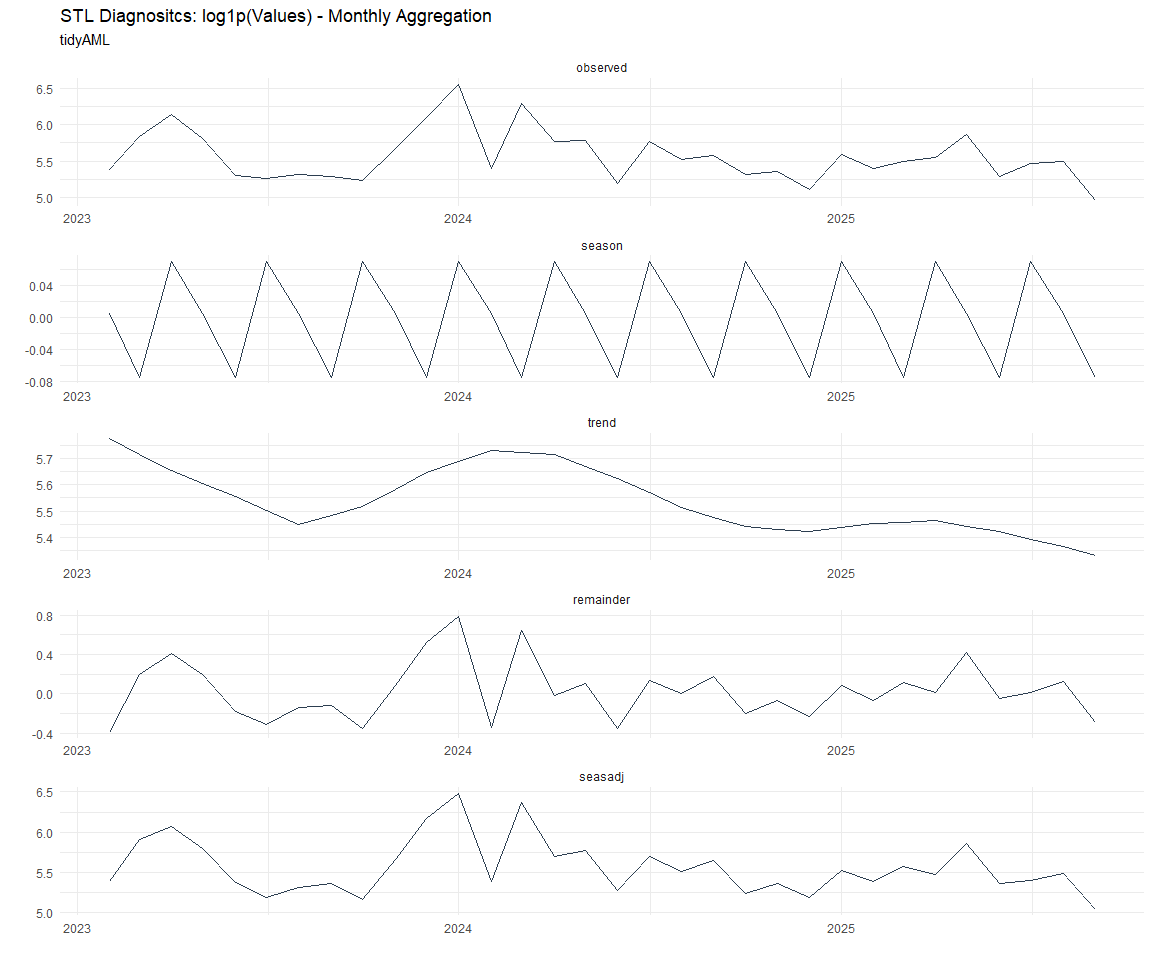 STL Diagnositcs: log1p(Values) - Monthly Aggregation
tidyAML
observed
6.5
6.0
5.5
5.0
2023 2024 2025
season
0.04
0.00
-0.04
-0.08
2023 2024 2025
trend
5.7
5.6
5.5
5.4
2023 2024 2025
remainder
0.8
0.4
0.0
-0.4
2023 2024 2025
seasadj
6.5
6.0
5.5
5.0
2023 2024 2025